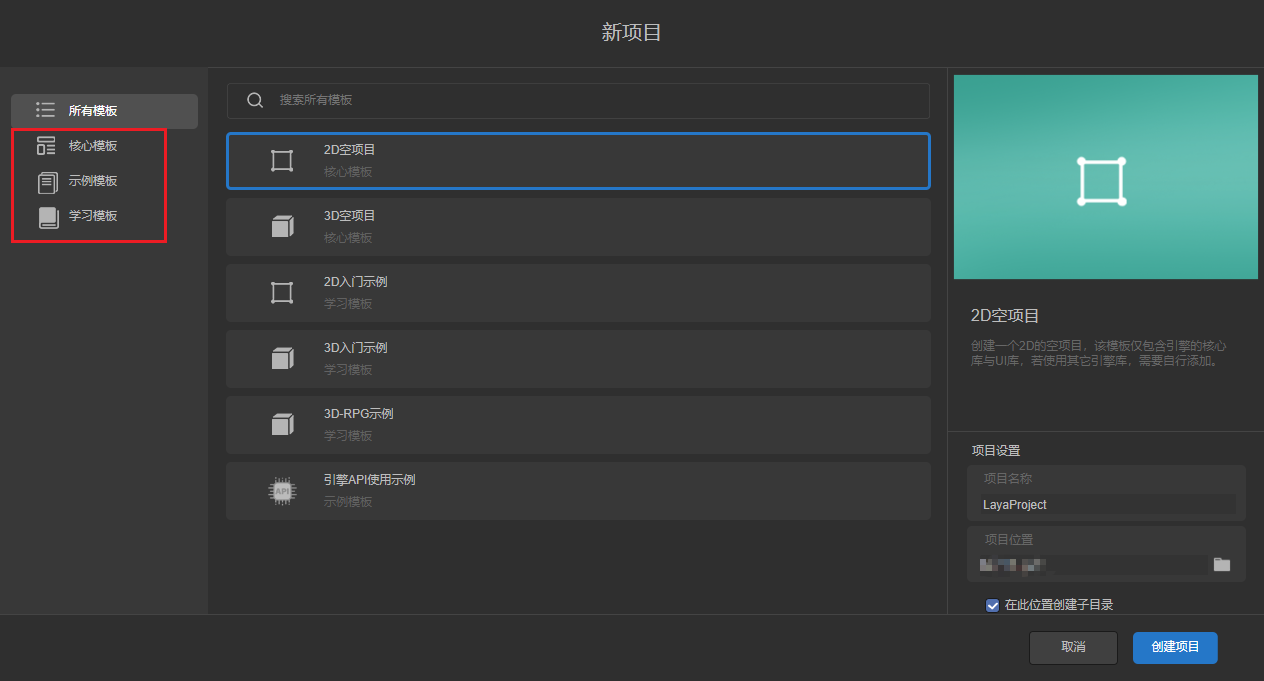 新项目
所有模板
核心模板
示例模板
学习模板
搜索所有模板
2D空项目
核心模板
3D空项目
核心模板
2D入门示例
学习模板
3D入门示例
学习模板
3D-RPG示例
学习模板
API
引擎API使用示例
示例模板
2D空项目
创建一个2D的空项目，该模板仅包含引擎的核心
库与UI库，若使用其它引擎库，需要自行添加。
项目设置
项目名称
LayaProject
项目位置
在此位置创建子目录
取消
创建项目